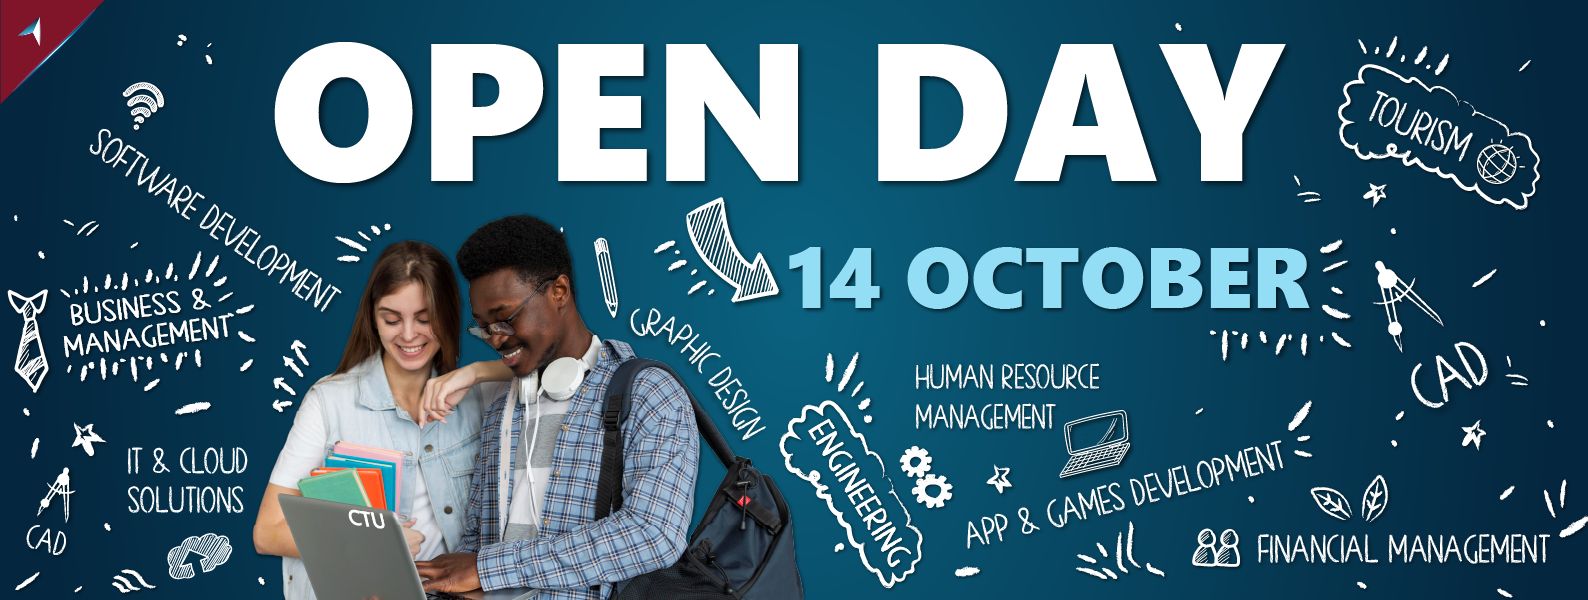 OPEN DAY
14 OCTOBER
TOURISM
SOFTWARE DEVELOPMENT
BUSINESS &
MANAGEMENT
GRAPHIC DESIGN
CAD
HUMAN RESOURCE
MANAGEMENT
ENGINEERING
IT & CLOUD
SOLUTIONS
APP & GAMES DEVELOPMENT
CTU
CAD
FINANCIAL MANAGEMENT